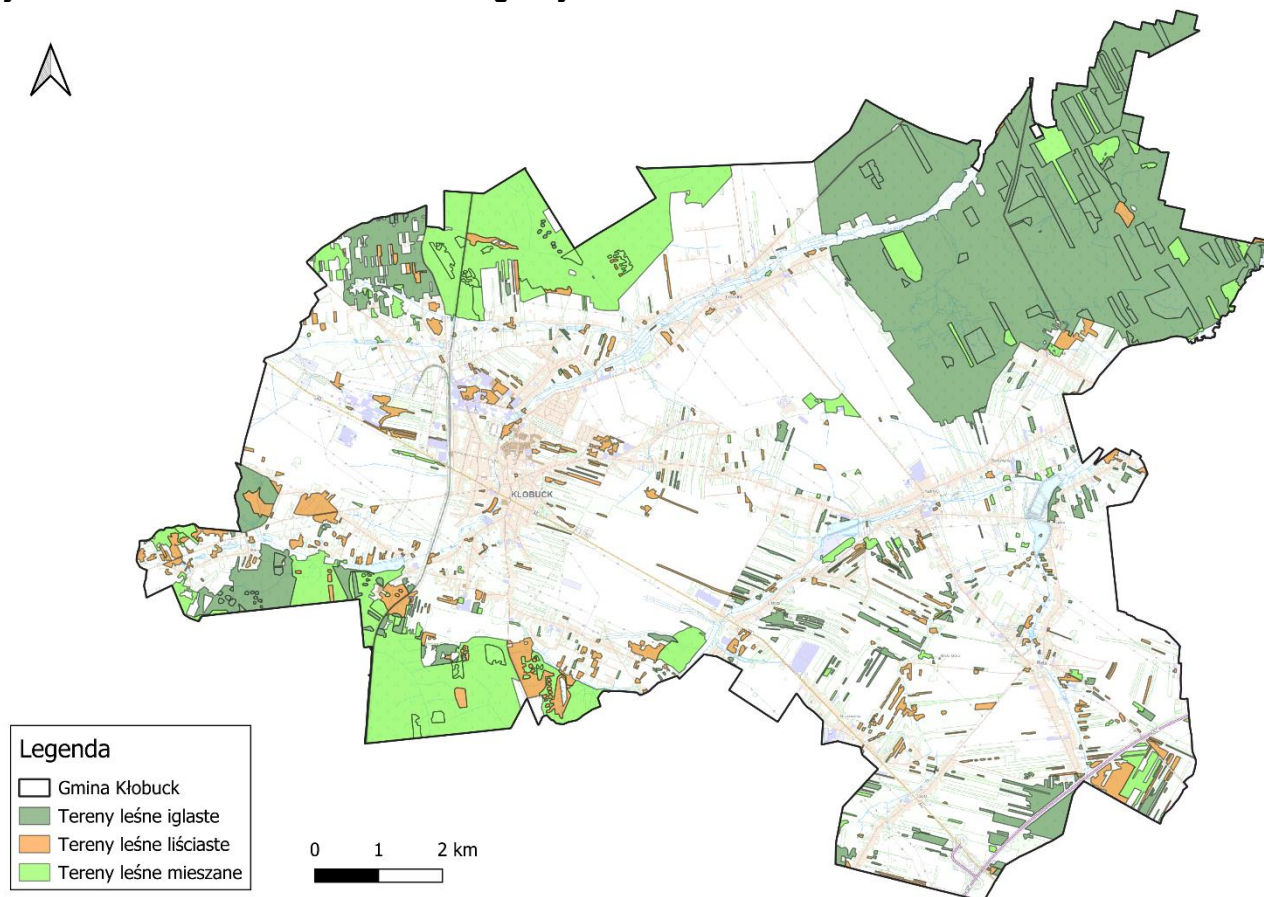 KŁOBUCK
Legenda
Gmina Kłobuck
Tereny leśne iglaste
Tereny leśne liściaste
Tereny leśne mieszane
0 1 2 km